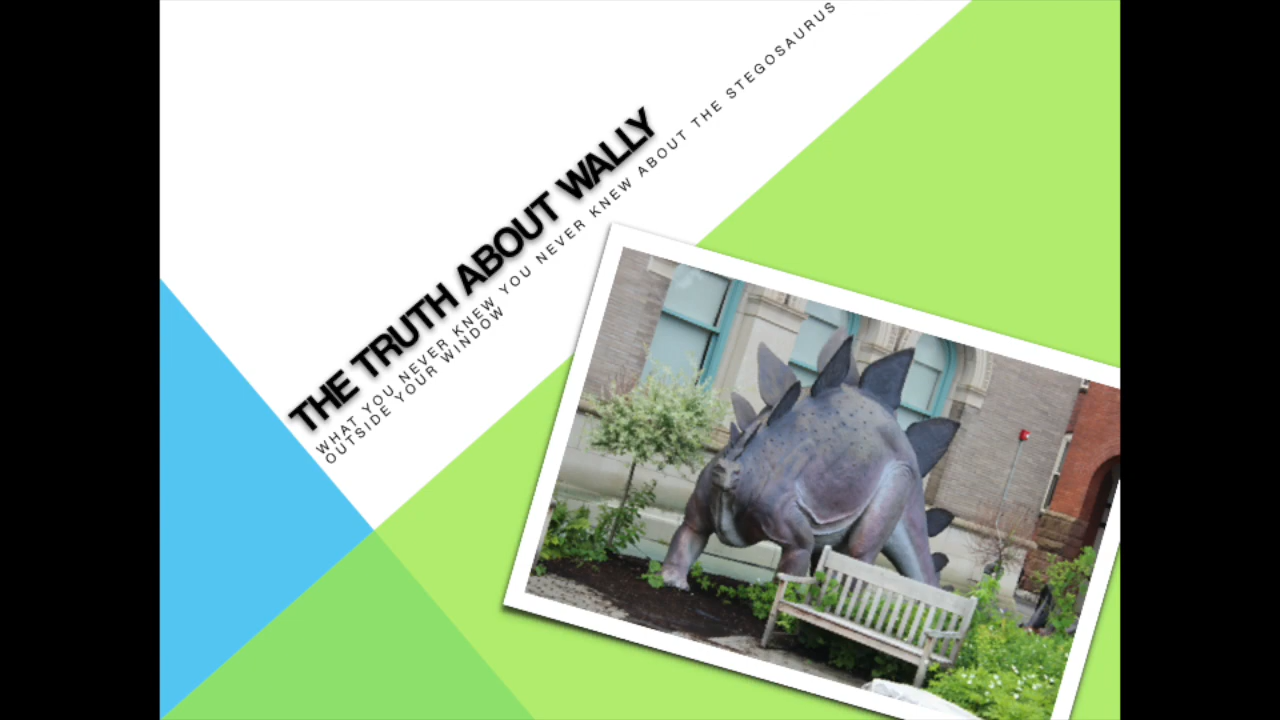 THE TRUTH ABOUT WALLY
WHAT YOU NEVER KNEW YOU NEVER KNEW ABOUT THE STEGOSAURUS
OUTSIDE YOUR WINDOW